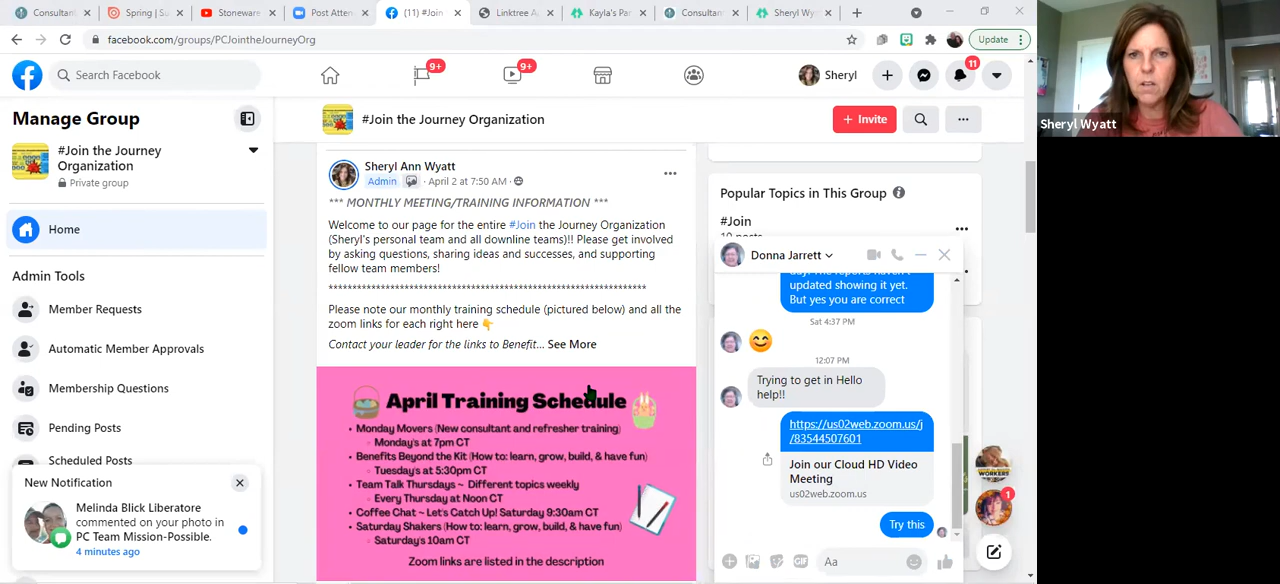 Consultan
Spring | Su
Stoneware
Post Atten
(11) #Join
Linktree A
Kayla's Par
Consultan
Sheryl Wy
facebook.com/groups/PCJointheJourneyOrg
Update
Search Facebook
9+
9+
Sheryl
11
Manage Group
#Join the Journey
Organization
Private group
Home
Admin Tools
Member Requests
Automatic Member Approvals
Membership Questions
Pending Posts
Scheduled Posts
New Notification
Melinda Blick Liberatore
commented on your photo in
PC Team Mission-Possible.
4 minutes ago
#Join the Journey Organization
+ Invite
Sheryl Ann Wyatt
Admin · April 2 at 7:50 AM ·
*** MONTHLY MEETING/TRAINING INFORMATION ***
Welcome to our page for the entire #Join the Journey Organization
(Sheryl's personal team and all downline teams)!! Please get involved
by asking questions, sharing ideas and successes, and supporting
fellow team members!
Please note our monthly training schedule (pictured below) and all the
zoom links for each right here 👇
Contact your leader for the links to Benefit... See More
April Training Schedule
• Monday Movers (New consultant and refresher training)
Monday's at 7pm CT
• Benefits Beyond the Kit (How to: learn, grow, build, & have fun)
Tuesday's at 5:30pm CT
• Team Talk Thursdays ~ Different topics weekly
Every Thursday at Noon CT
• Coffee Chat ~ Let's Catch Up! Saturday 9:30am CT
• Saturday Shakers (How to: learn, grow, build, & have fun)
Saturday's 10am CT
Zoom links are listed in the description
Popular Topics in This Group
#Join
10 posts
Donna Jarrett
updated showing it yet.
But yes you are correct
Sat 4:37 PM
12:07 PM
Trying to get in Hello
help!!
https://us02web.zoom.us/j
/83544507601
Join our Cloud HD Video
Meeting
us02web.zoom.us
Try this
GIF
Aa
WORKERS
1
Sheryl Wyatt